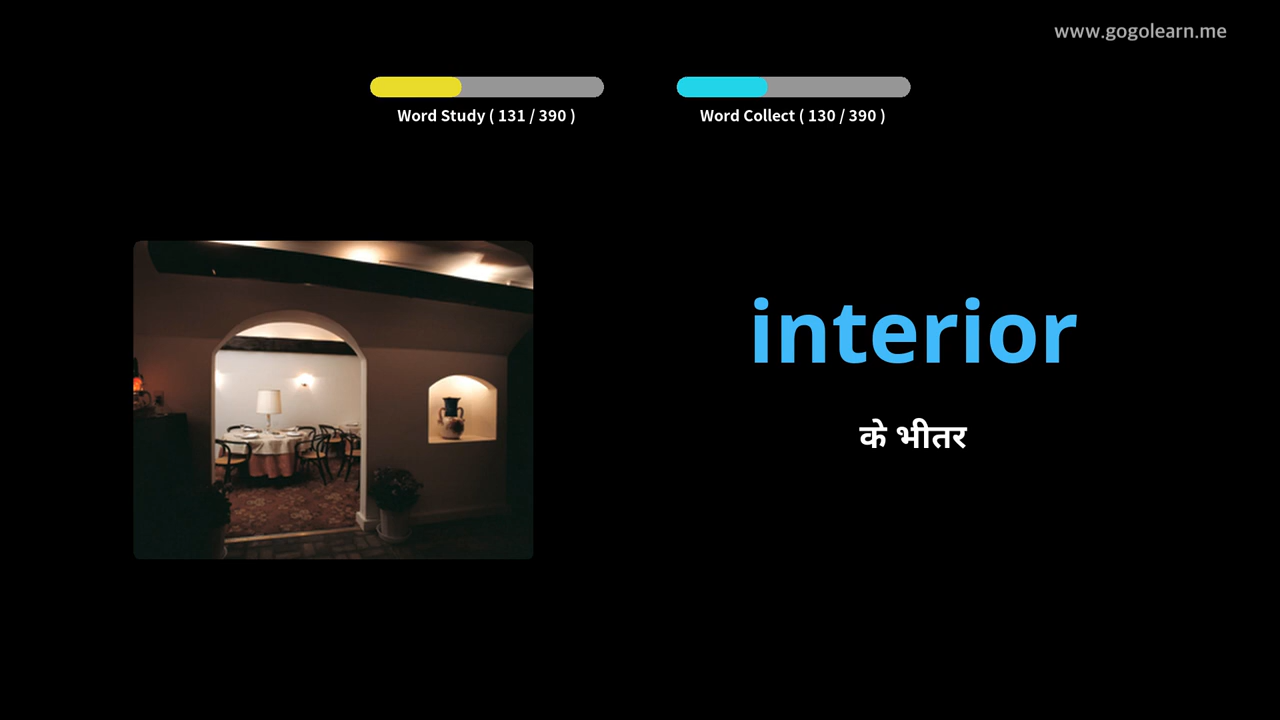 www.gogolearn.me
Word Study ( 131 / 390 )
Word Collect ( 130 / 390 )
interior
के भीतर